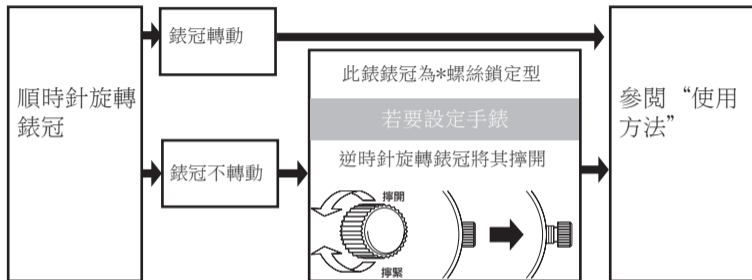 順時針旋轉
錶冠
錶冠轉動
錶冠不轉動
此錶錶冠為*螺絲鎖定型
若要設定手錶
逆時針旋轉錶冠將其擰開
擰開
擰緊
參閱“使用
方法”